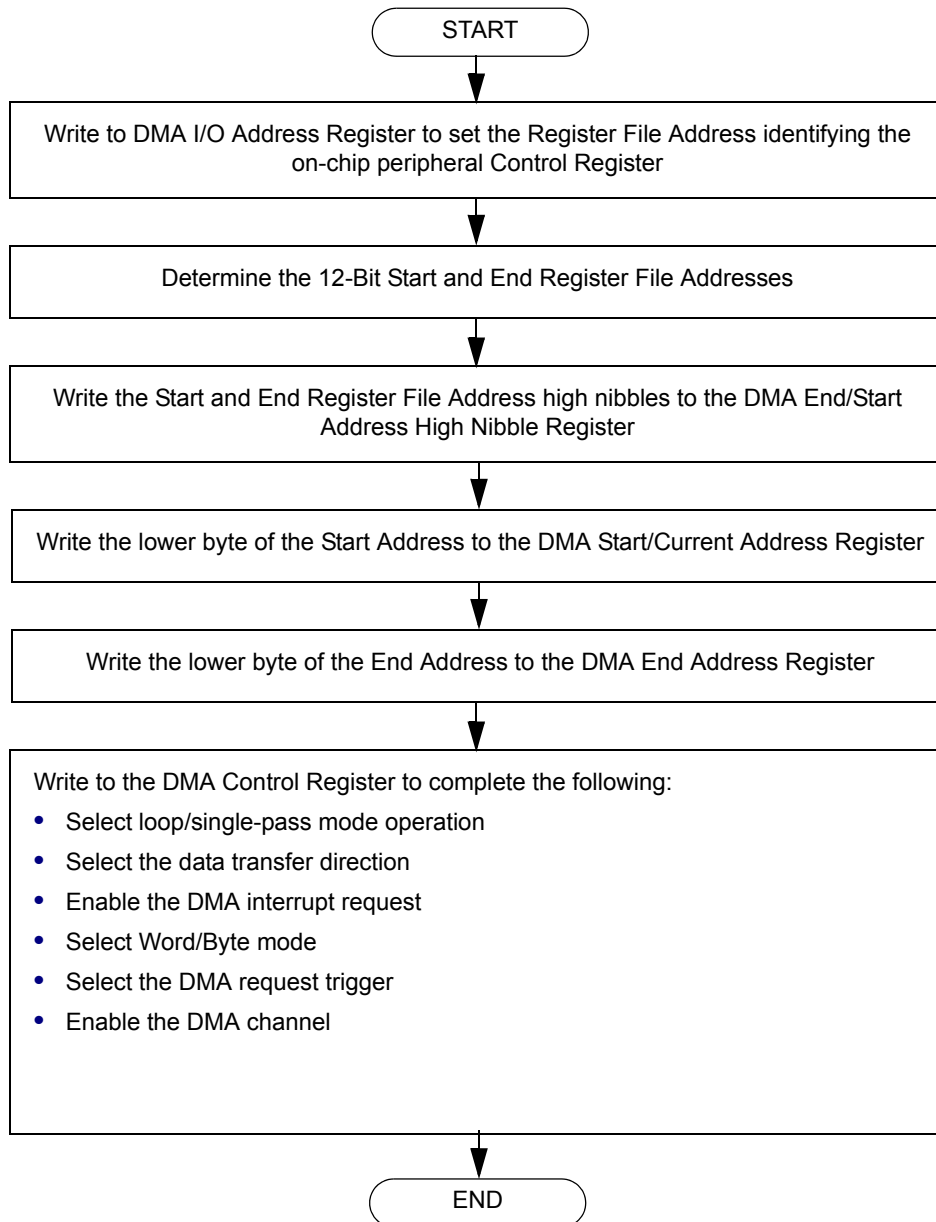 START
Write to DMA I/O Address Register to set the Register File Address identifying the
on-chip peripheral Control Register
Determine the 12-Bit Start and End Register File Addresses
Write the Start and End Register File Address high nibbles to the DMA End/Start
Address High Nibble Register
Write the lower byte of the Start Address to the DMA Start/Current Address Register
Write the lower byte of the End Address to the DMA End Address Register
Write to the DMA Control Register to complete the following:
• Select loop/single-pass mode operation
• Select the data transfer direction
• Enable the DMA interrupt request
• Select Word/Byte mode
• Select the DMA request trigger
• Enable the DMA channel
END